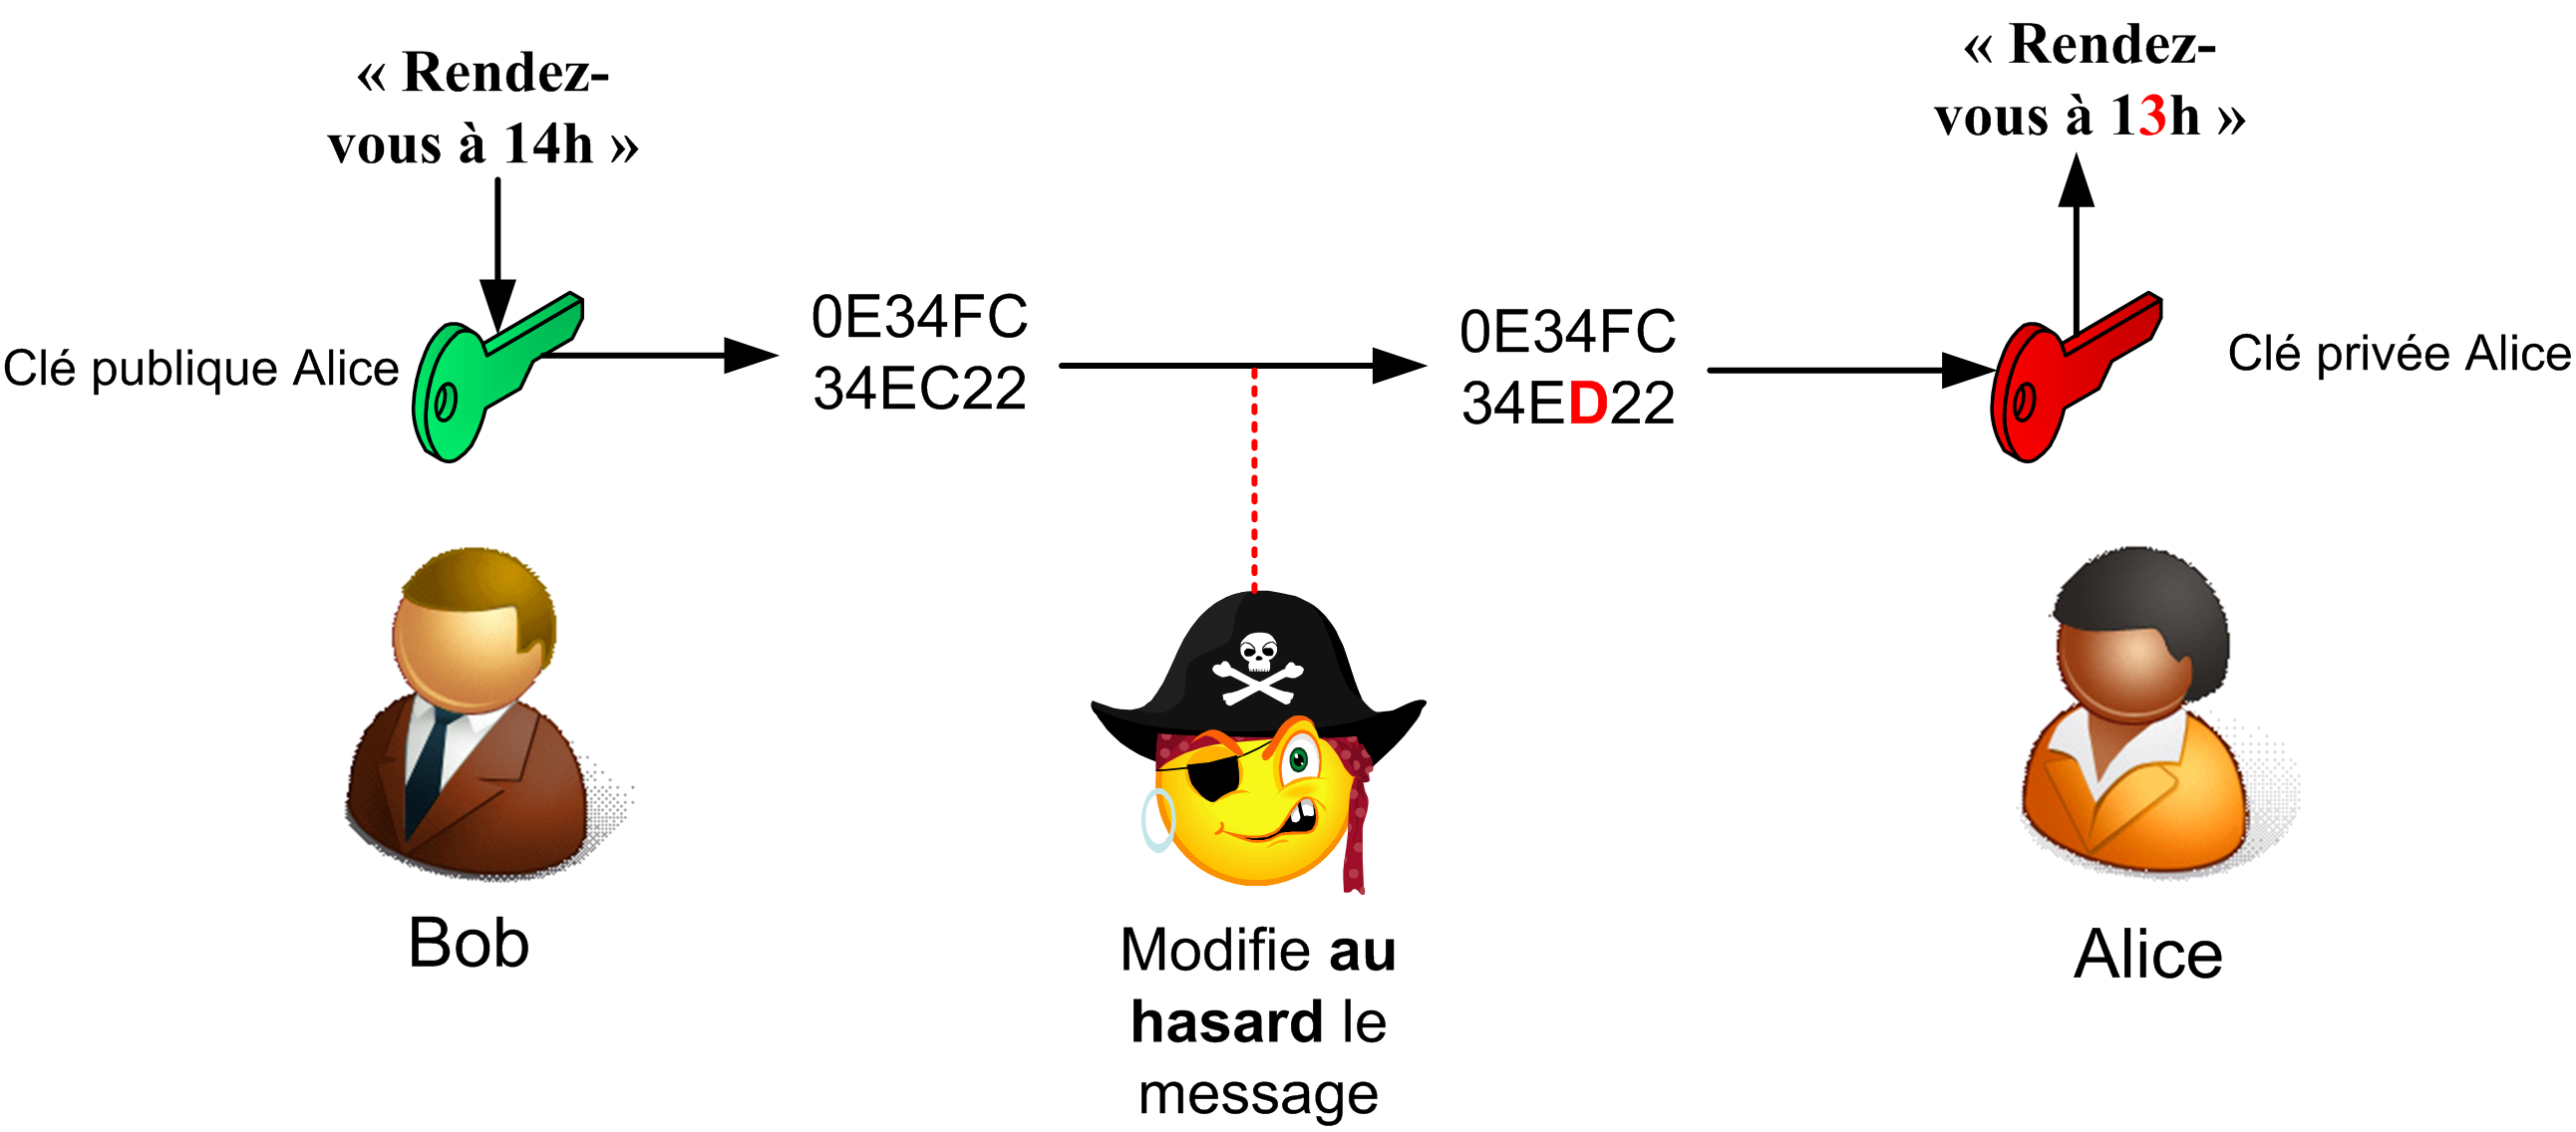 « Rendez-
vous à 14h »
« Rendez-
vous à 13h »
Clé publique Alice
0E34FC
34EC22
0E34FC
34ED22
Clé privée Alice
Bob
Modifie au
hasard le
message
Alice